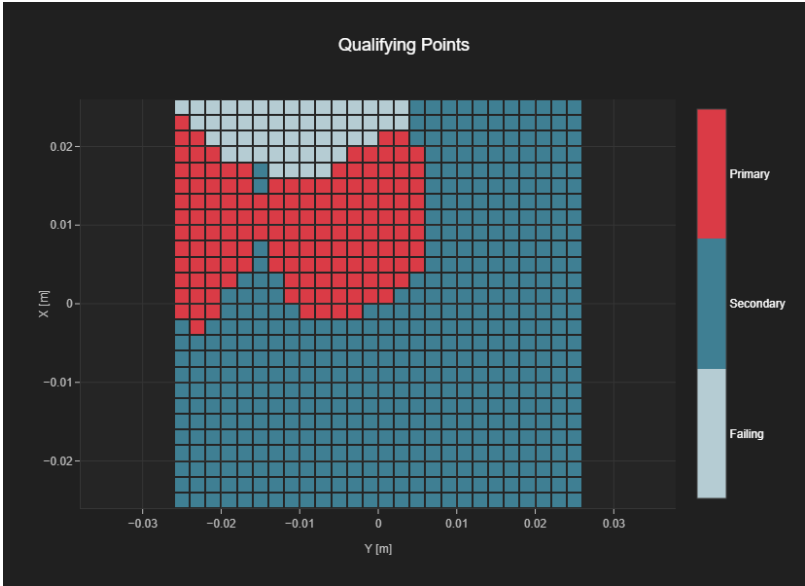 Qualifying Points
0.02
0.01
0
−0.01
−0.02
X [m]
−0.03
−0.02
−0.01
0
0.01
0.02
0.03
Y [m]
Primary
Secondary
Failing